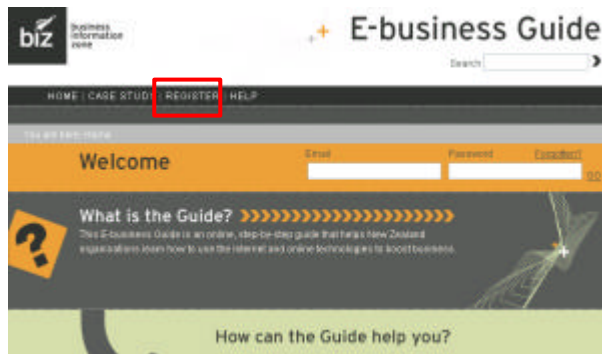 biz business
information
zone
E-business Guide
Search
HOME | CASE STUDY | REGISTER | HELP
You are here: Home
Welcome
Email
Password
Forgotten?
GO
What is the Guide?
This E-business Guide is an online, step-by-step guide that helps New Zealand
organisations learn how to use the internet and online technologies to boost business.
How can the Guide help you?